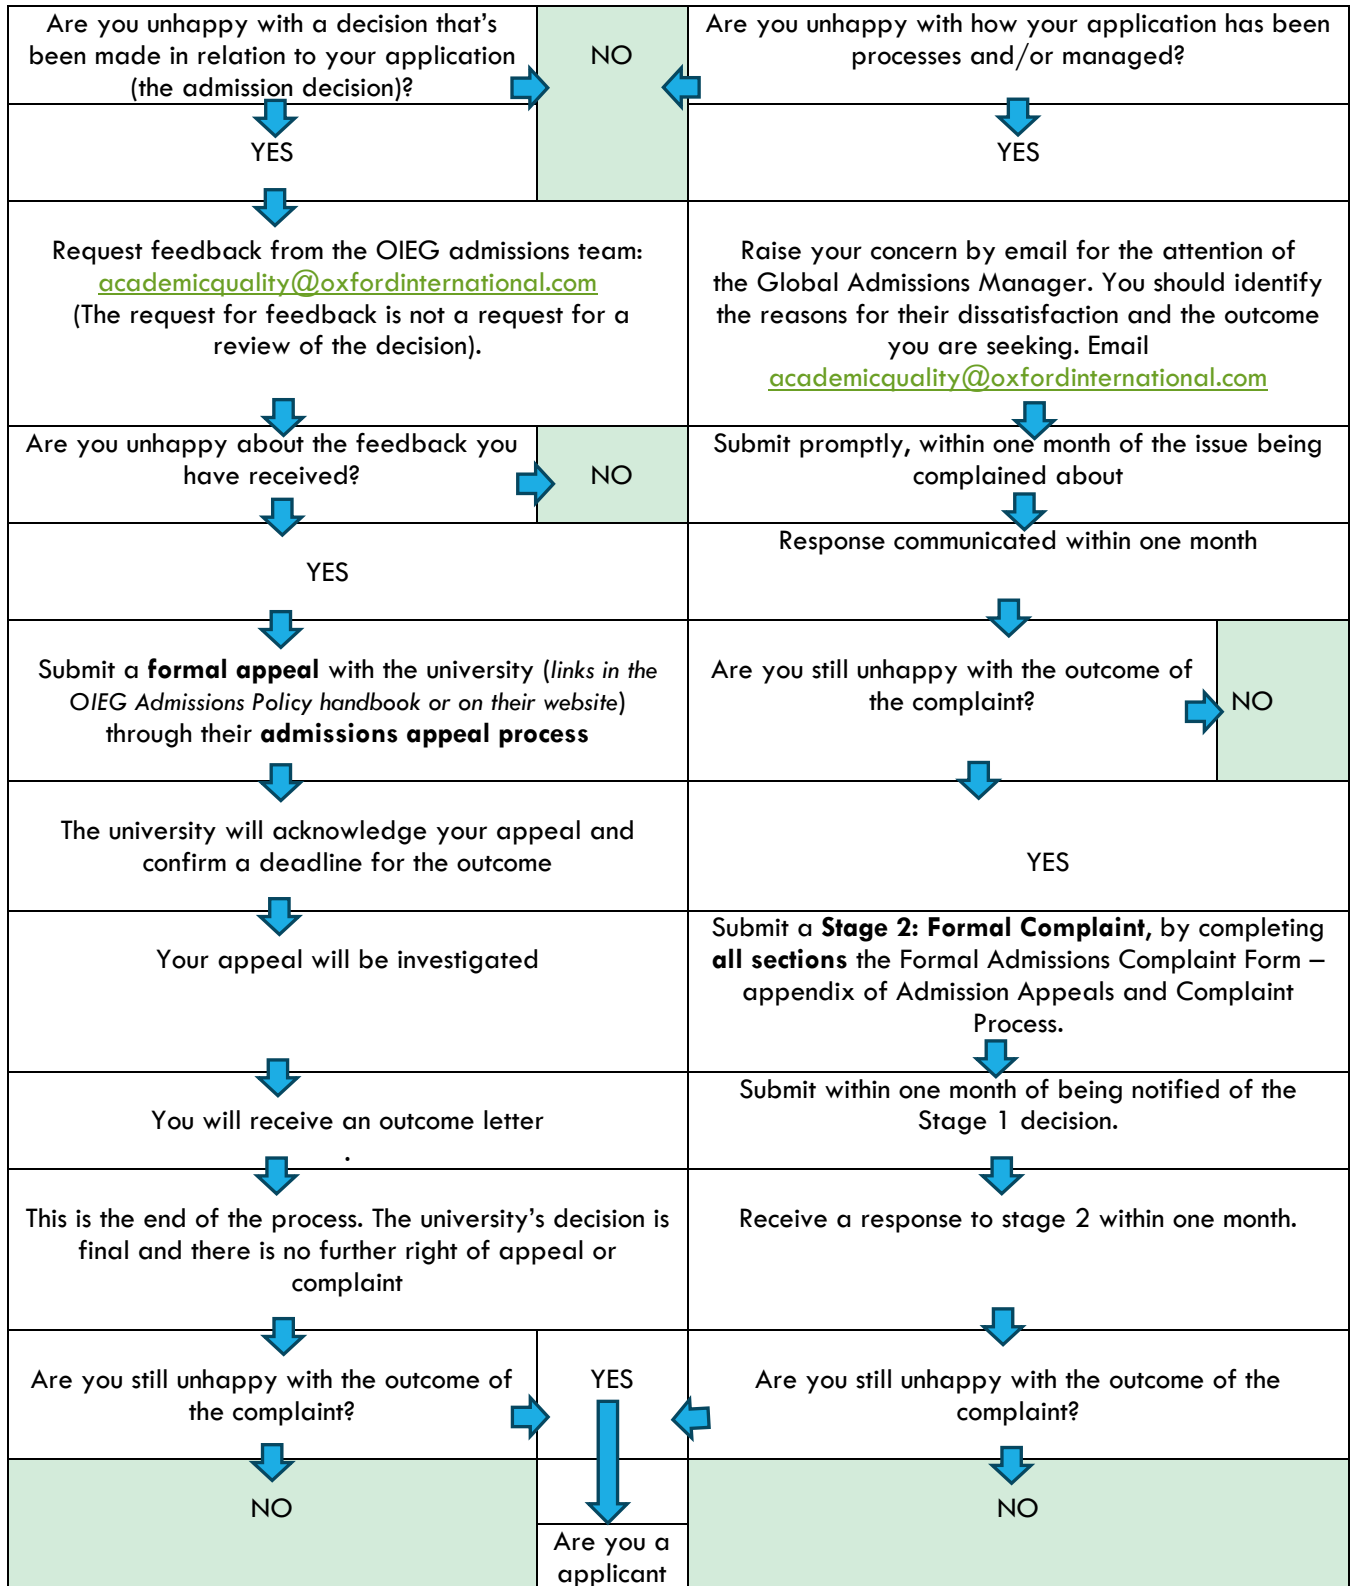 Are you unhappy with a decision that's
been made in relation to your application
(the admission decision)?
NO
Are you unhappy with how your application has been
processes and/or managed?
YES
YES
Request feedback from the OIEG admissions team:
academicquality@oxfordinternational.com
(The request for feedback is not a request for a
review of the decision).
Raise your concern by email for the attention of
the Global Admissions Manager. You should identify
the reasons for their dissatisfaction and the outcome
you are seeking. Email
academicquality@oxfordinternational.com
Are you unhappy about the feedback you
have received?
NO
Submit promptly, within one month of the issue being
complained about
YES
Response communicated within one month
Submit a formal appeal with the university (links in the
OIEG Admissions Policy handbook or on their website)
through their admissions appeal process
Are you still unhappy with the outcome of
the complaint?
NO
The university will acknowledge your appeal and
confirm a deadline for the outcome
YES
Your appeal will be investigated
Submit a Stage 2: Formal Complaint, by completing
all sections the Formal Admissions Complaint Form –
appendix of Admission Appeals and Complaint
Process.
You will receive an outcome letter
.
Submit within one month of being notified of the
Stage 1 decision.
This is the end of the process. The university's decision is
final and there is no further right of appeal or
complaint
Receive a response to stage 2 within one month.
Are you still unhappy with the outcome of
the complaint?
YES
Are you still unhappy with the outcome of the
complaint?
NO
Are you a
applicant
NO